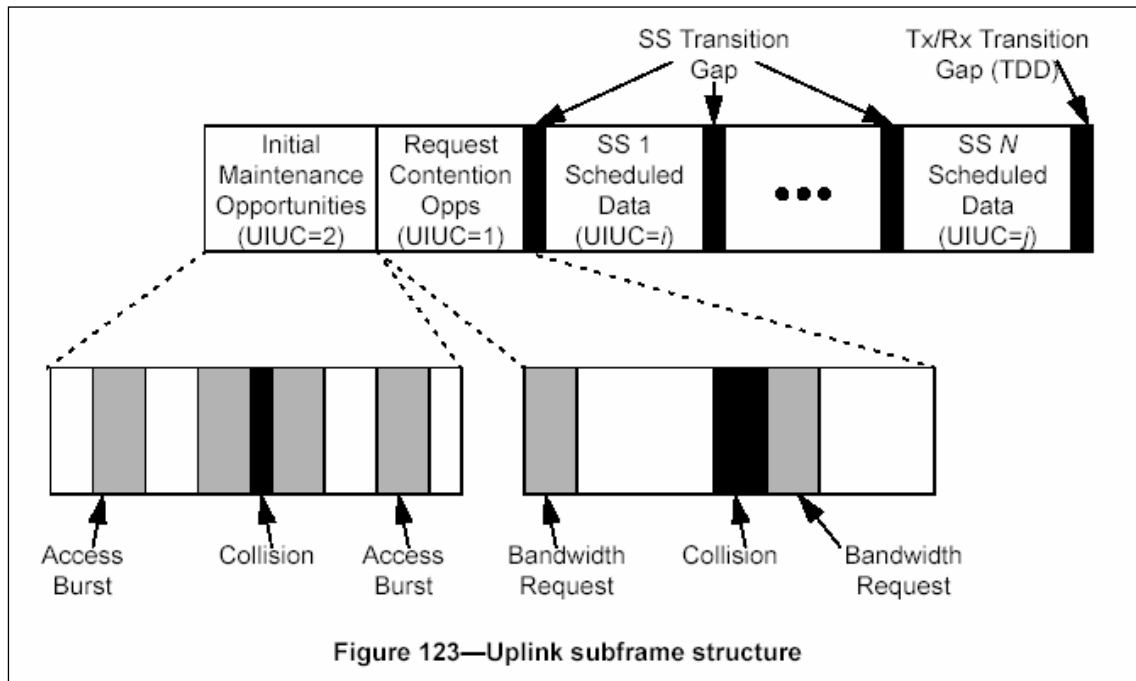 SS Transition
Gap
Tx/Rx Transition
Gap (TDD)
Initial
Maintenance
Opportunities
(UIUC=2)
Request
Contention
Opps
(UIUC=1)
SS 1
Scheduled
Data
(UIUC=i)
SS N
Scheduled
Data
(UIUC=j)
Access
Burst
Collision
Access
Burst
Bandwidth
Request
Collision
Bandwidth
Request
Figure 123—Uplink subframe structure